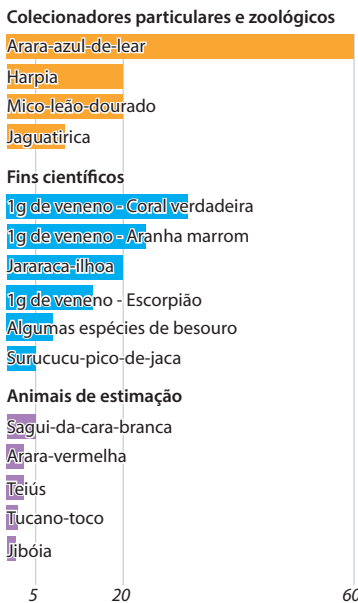 Colecionadores particulares e zoológicos
Arara-azul-de-lear
Harpia
Mico-leão-dourado
Jaguatirica
Fins científicos
1g de veneno - Coral verdadeira
1g de veneno - Aranha marrom
Jararaca-ilhoa
1g de veneno - Escorpião
Algumas espécies de besouro
Surucucu-pico-de-jaca
Animais de estimação
Sagui-da-cara-branca
Arara-vermelha
Teiús
Tucano-toco
Jibóia
5 20 60